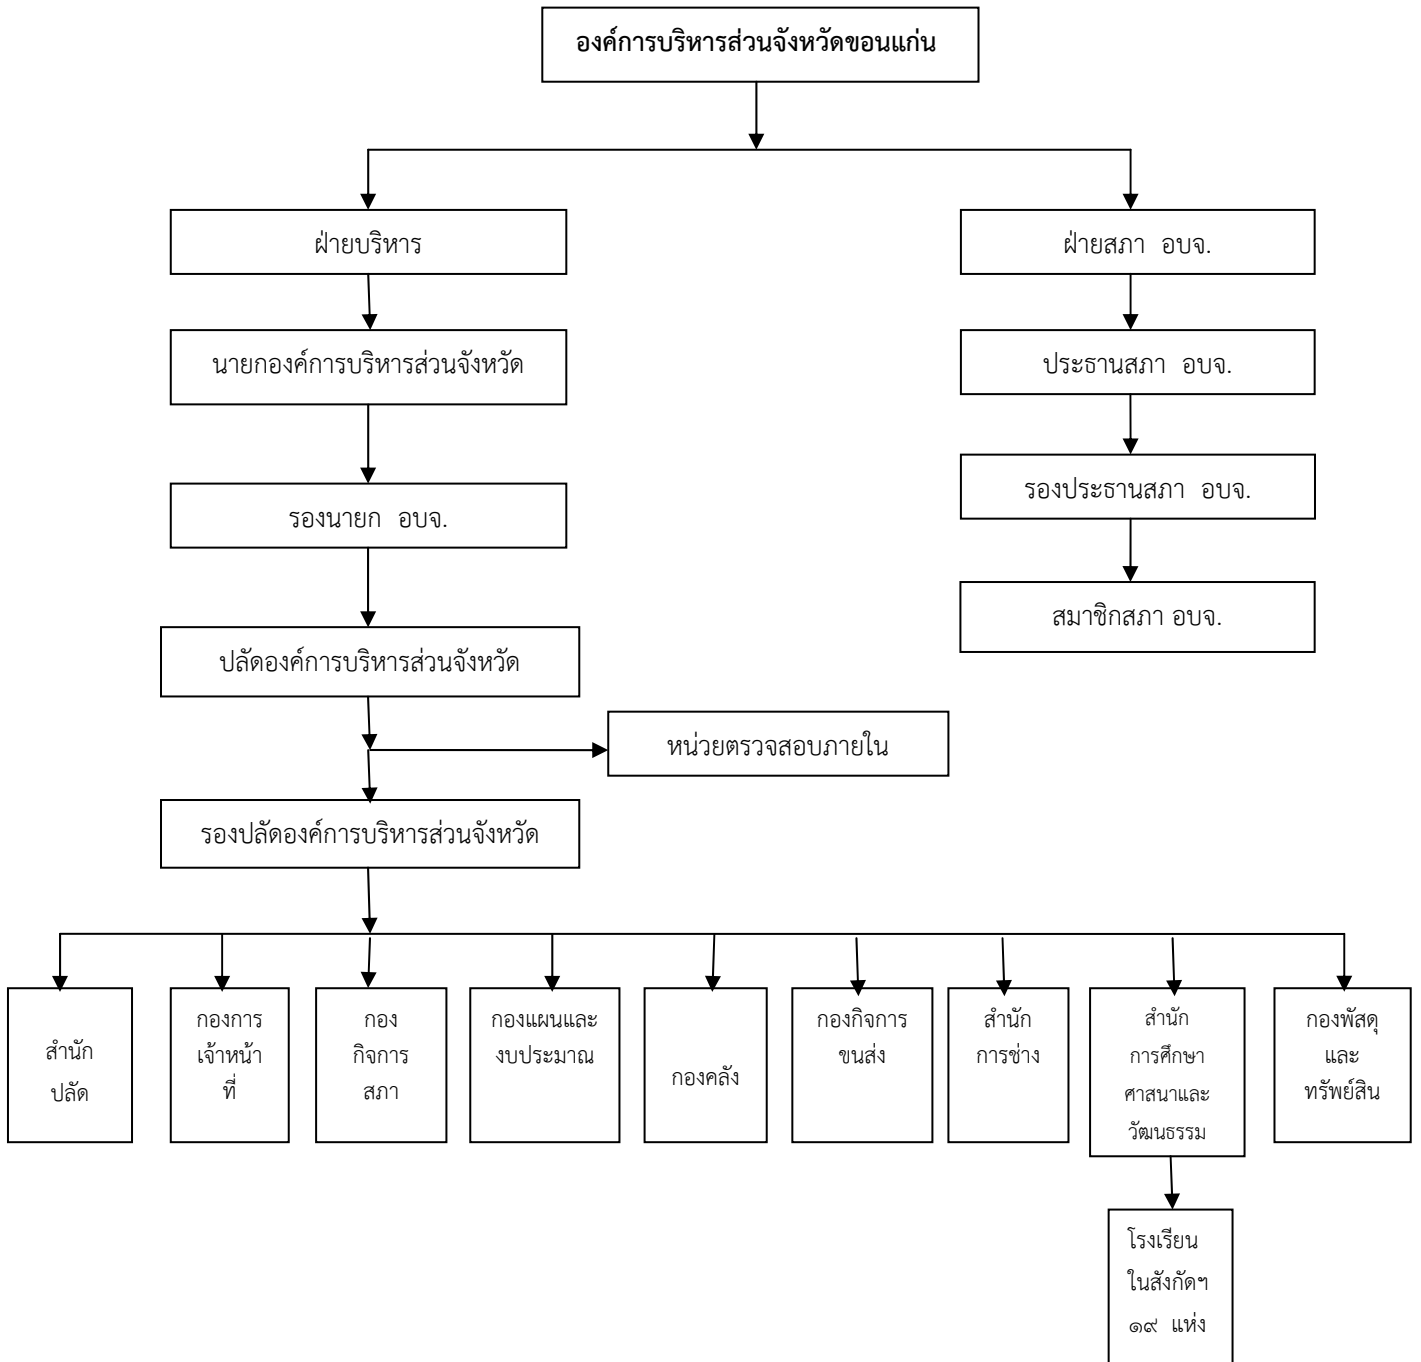 องค์การบริหารส่วนจังหวัดขอนแก่น
ฝ่ายบริหาร
ฝ่ายสภา อบจ.
นายกองค์การบริหารส่วนจังหวัด
ประธานสภา อบจ.
รองนายก อบจ.
รองประธานสภา อบจ.
สมาชิกสภา อบจ.
ปลัดองค์การบริหารส่วนจังหวัด
หน่วยตรวจสอบภายใน
รองปลัดองค์การบริหารส่วนจังหวัด
สำนัก
ปลัด
กองการ
เจ้าหน้า
ที่
กอง
กิจการ
สภา
กองแผนและ
งบประมาณ
กองคลัง
กองกิจการ
ขนส่ง
สำนัก
การช่าง
สำนัก
การศึกษา
ศาสนาและ
วัฒนธรรม
กองพัสดุ
และ
ทรัพย์สิน
โรงเรียน
ในสังกัดฯ
๑๙ แห่ง